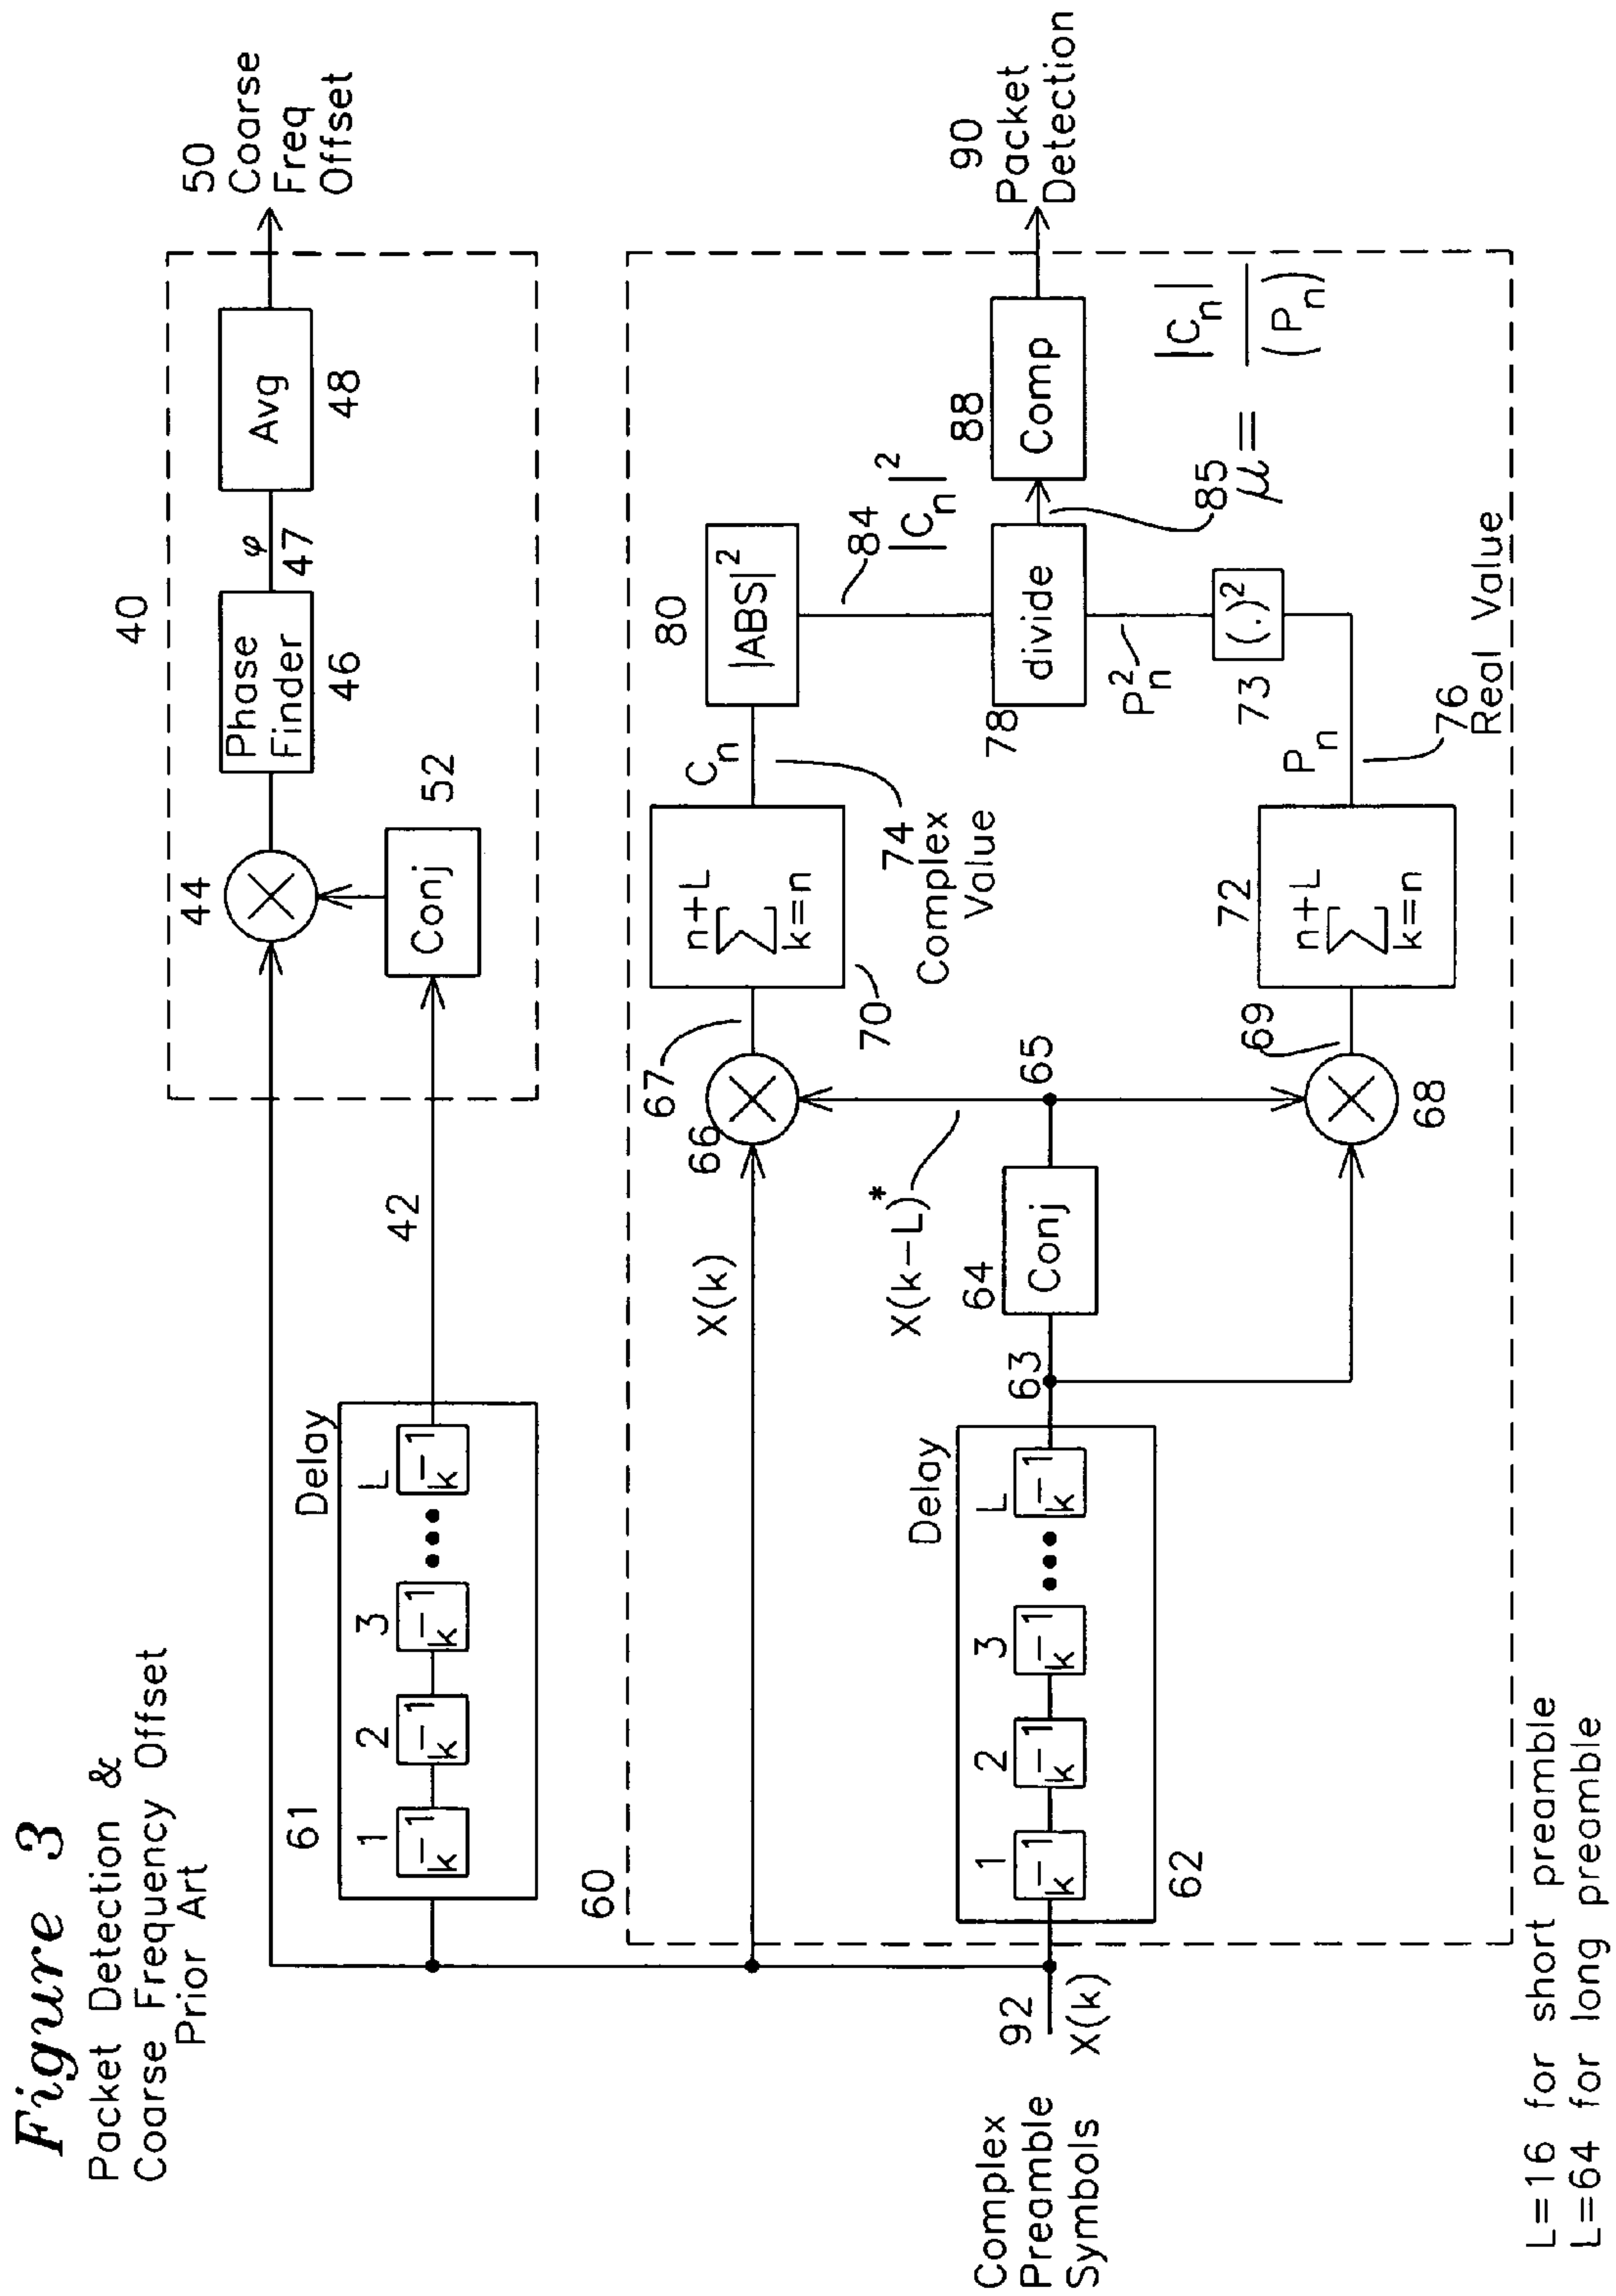 Figure 3
Packet Detection &
Coarse Frequency Offset
Prior Art
40
50
Coarse
Freq
Offset
44
Phase
Finder
46
φ
47
Avg
48
Conj
52
42
61
Delay
1
2
3
L
k⁻¹
k⁻¹
k⁻¹
k⁻¹
60
X(k)
66
67
n+L
∑
k=n
70
Cₙ
74
Complex
Value
80
|ABS|²
84
|Cₙ|²
X(k−L)*
Complex
Preamble
Symbols
92
X(k)
Delay
1
2
3
L
k⁻¹
k⁻¹
k⁻¹
k⁻¹
62
63
64
Conj
65
78
divide
85
88
Comp
90
Packet
Detection
μ= |Cₙ|
(Pₙ)
P²ₙ
73
(.)²
68
69
72
n+L
∑
k=n
Pₙ
76
Real Value
L=16 for short preamble
L=64 for long preamble